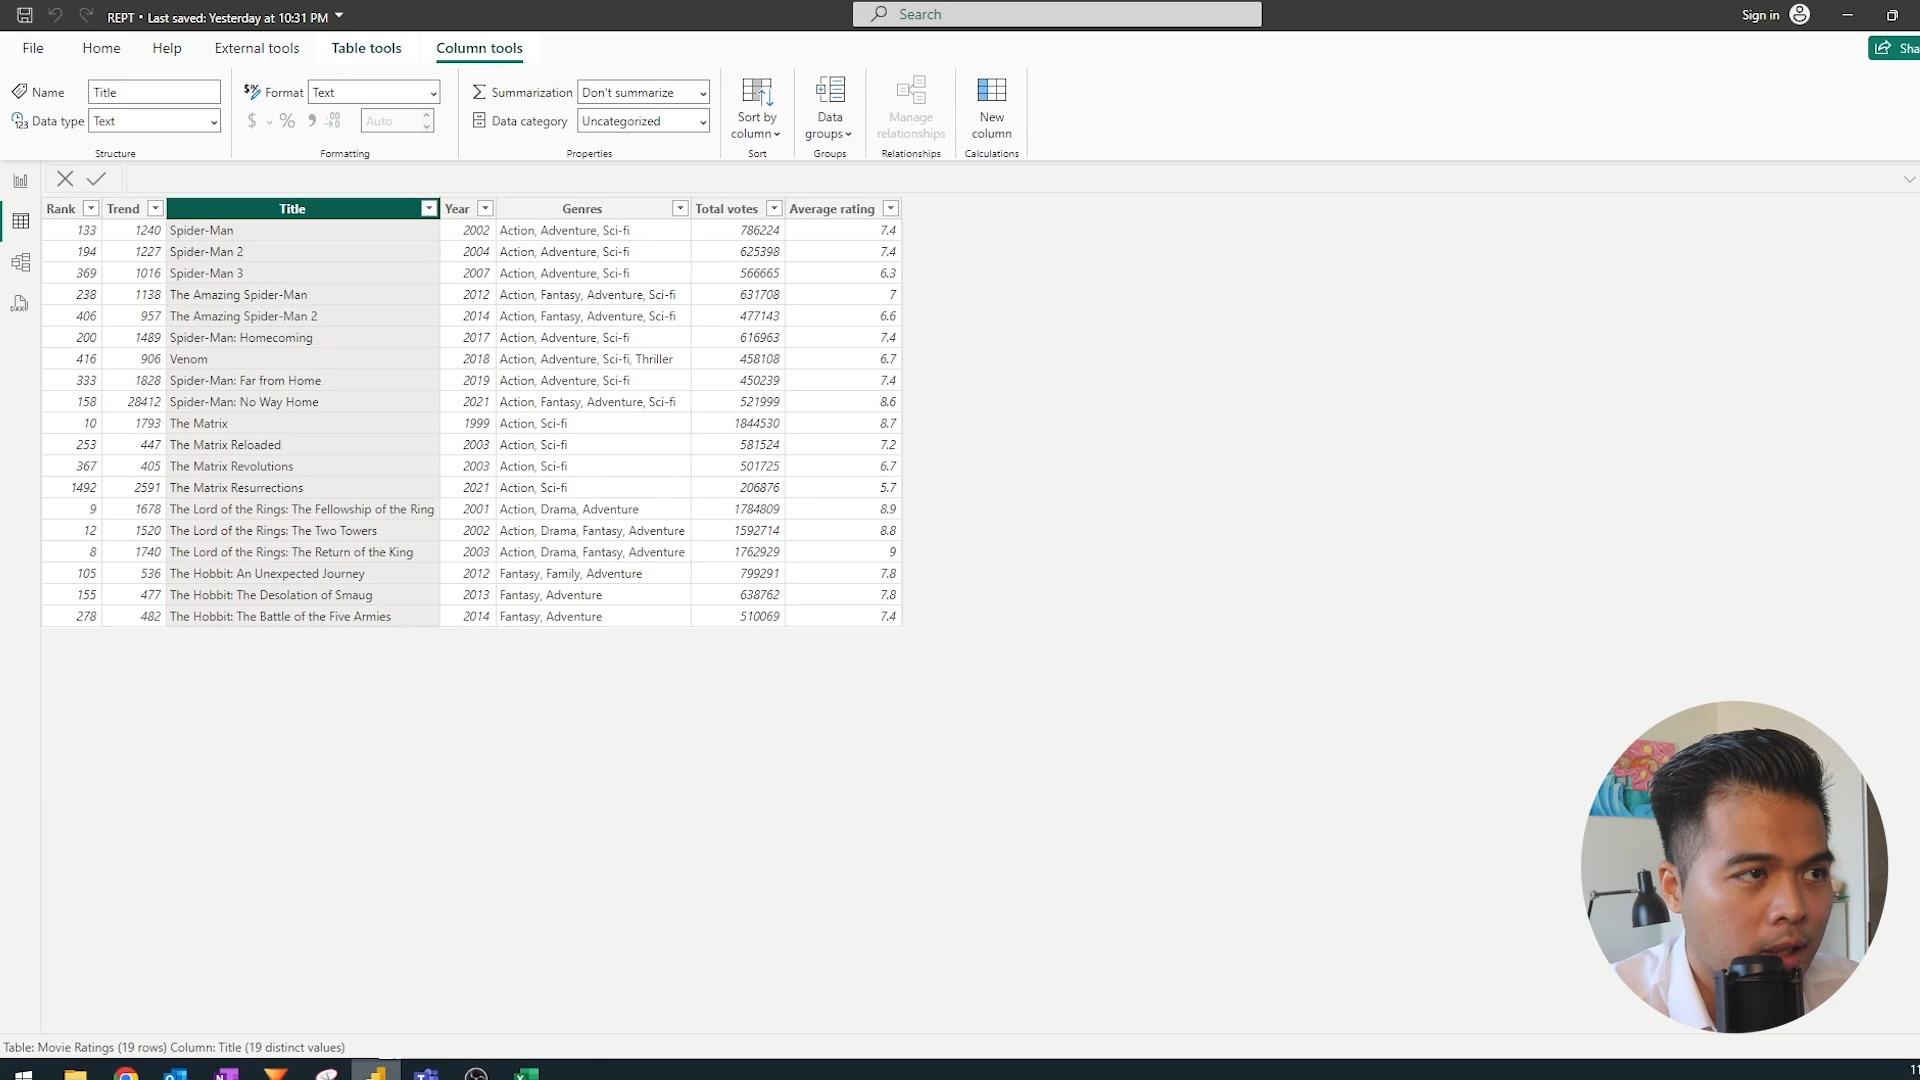 REPT • Last saved: Yesterday at 10:31 PM
Search
Sign in
File Home Help External tools Table tools Column tools
Sha
Name Title
Data type Text
Structure
Format Text
$ % Auto
Formatting
Summarization Don't summarize
Data category Uncategorized
Properties
Sort by column
Sort
Data groups
Groups
Manage relationships
Relationships
New column
Calculations
Rank Trend Title Year Genres Total votes Average rating
133 1240 Spider-Man 2002 Action, Adventure, Sci-fi 786224 7.4
194 1227 Spider-Man 2 2004 Action, Adventure, Sci-fi 625398 7.4
369 1016 Spider-Man 3 2007 Action, Adventure, Sci-fi 566665 6.3
238 1138 The Amazing Spider-Man 2012 Action, Fantasy, Adventure, Sci-fi 631708 7
406 957 The Amazing Spider-Man 2 2014 Action, Fantasy, Adventure, Sci-fi 477143 6.6
200 1489 Spider-Man: Homecoming 2017 Action, Adventure, Sci-fi 616963 7.4
416 906 Venom 2018 Action, Adventure, Sci-fi, Thriller 458108 6.7
333 1828 Spider-Man: Far from Home 2019 Action, Adventure, Sci-fi 450239 7.4
158 28412 Spider-Man: No Way Home 2021 Action, Fantasy, Adventure, Sci-fi 521999 8.6
10 1793 The Matrix 1999 Action, Sci-fi 1844530 8.7
253 447 The Matrix Reloaded 2003 Action, Sci-fi 581524 7.2
367 405 The Matrix Revolutions 2003 Action, Sci-fi 501725 6.7
1492 2591 The Matrix Resurrections 2021 Action, Sci-fi 206876 5.7
9 1678 The Lord of the Rings: The Fellowship of the Ring 2001 Action, Drama, Adventure 1784809 8.9
12 1520 The Lord of the Rings: The Two Towers 2002 Action, Drama, Fantasy, Adventure 1592714 8.8
8 1740 The Lord of the Rings: The Return of the King 2003 Action, Drama, Fantasy, Adventure 1762929 9
105 536 The Hobbit: An Unexpected Journey 2012 Fantasy, Family, Adventure 799291 7.8
155 477 The Hobbit: The Desolation of Smaug 2013 Fantasy, Adventure 638762 7.8
278 482 The Hobbit: The Battle of the Five Armies 2014 Fantasy, Adventure 510069 7.4
Table: Movie Ratings (19 rows) Column: Title (19 distinct values)